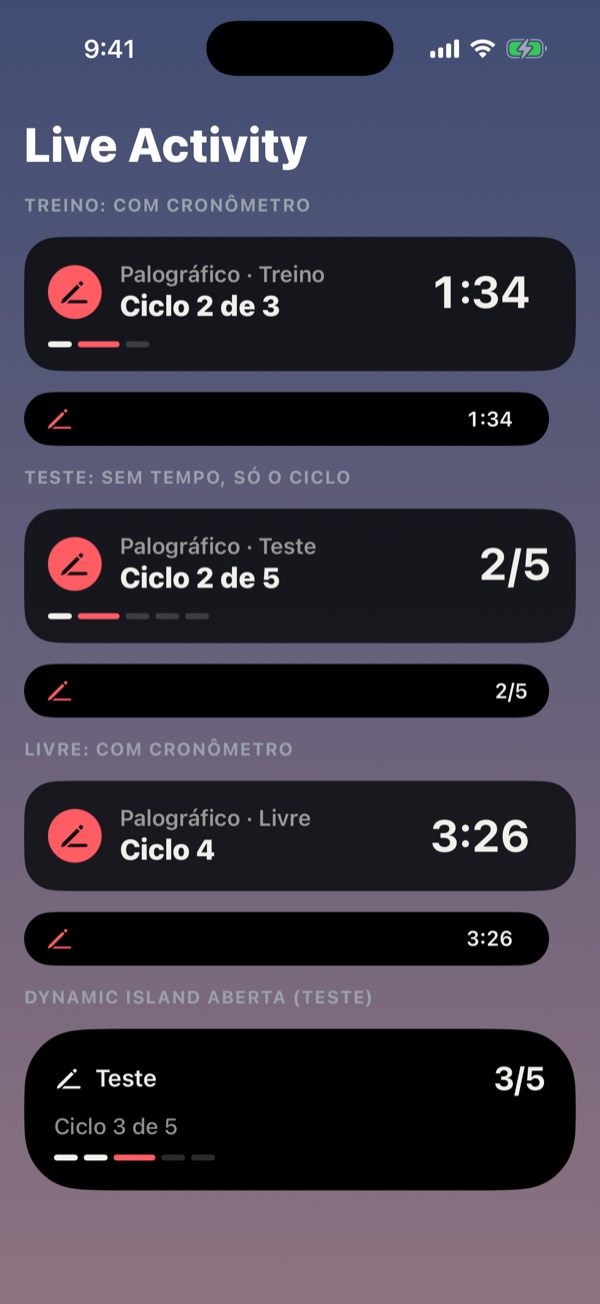 9:41
Live Activity
TREINO: COM CRONÔMETRO
Palográfico · Treino
Ciclo 2 de 3
1:34
1:34
TESTE: SEM TEMPO, SÓ O CICLO
Palográfico · Teste
Ciclo 2 de 5
2/5
2/5
LIVRE: COM CRONÔMETRO
Palográfico · Livre
Ciclo 4
3:26
3:26
DYNAMIC ISLAND ABERTA (TESTE)
Teste
3/5
Ciclo 3 de 5